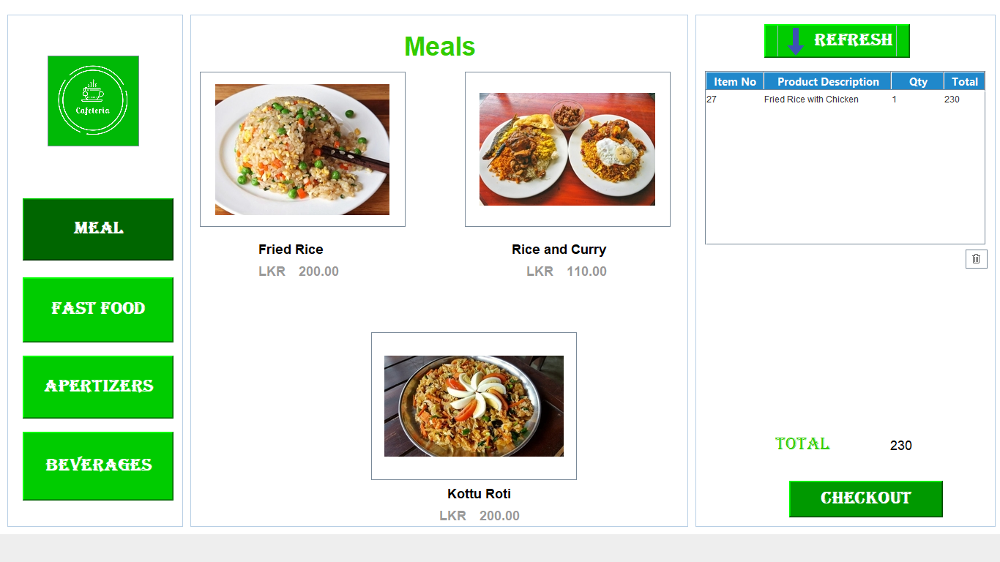 Cafeteria
MEAL
FAST FOOD
APERTIZERS
BEVERAGES
Meals
Fried Rice
LKR 200.00
Rice and Curry
LKR 110.00
Kottu Roti
LKR 200.00
REFRESH
Item No Product Description Qty Total
27 Fried Rice with Chicken 1 230
TOTAL 230
CHECKOUT